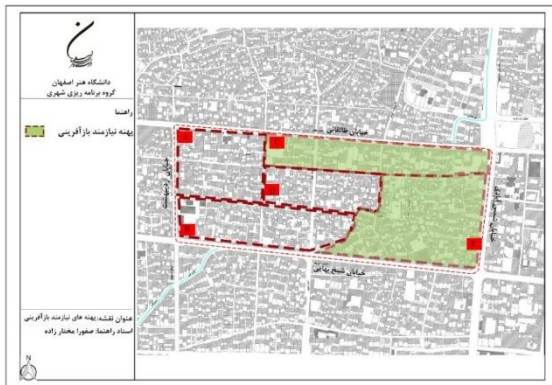 دانشگاه هنر اصفهان
گروه برنامه ریزی شهری
راهنما
پهنه نیازمند بازآفرینی
خیابان طالقانی
خیابان شیخ بهایی
عنوان نقشه: پهنه های نیازمند بازآفرینی
استاد راهنما: صفورا مختار زاده
N